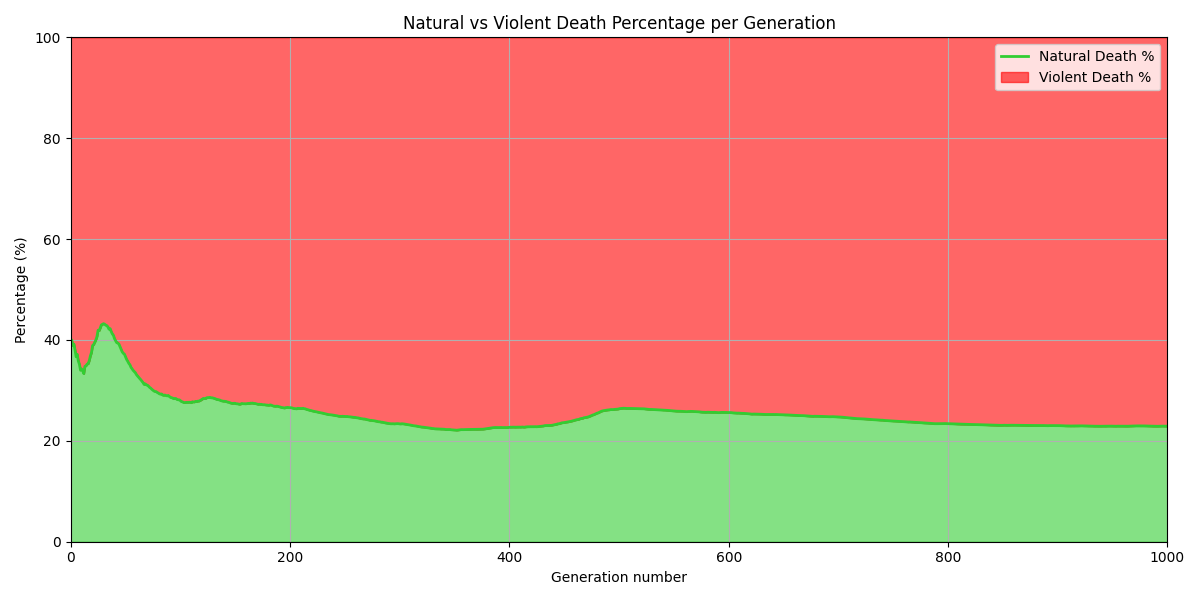 Natural vs Violent Death Percentage per Generation
Natural Death %
Violent Death %
Percentage (%)
100
80
60
40
20
0
0 200 400 600 800 1000
Generation number